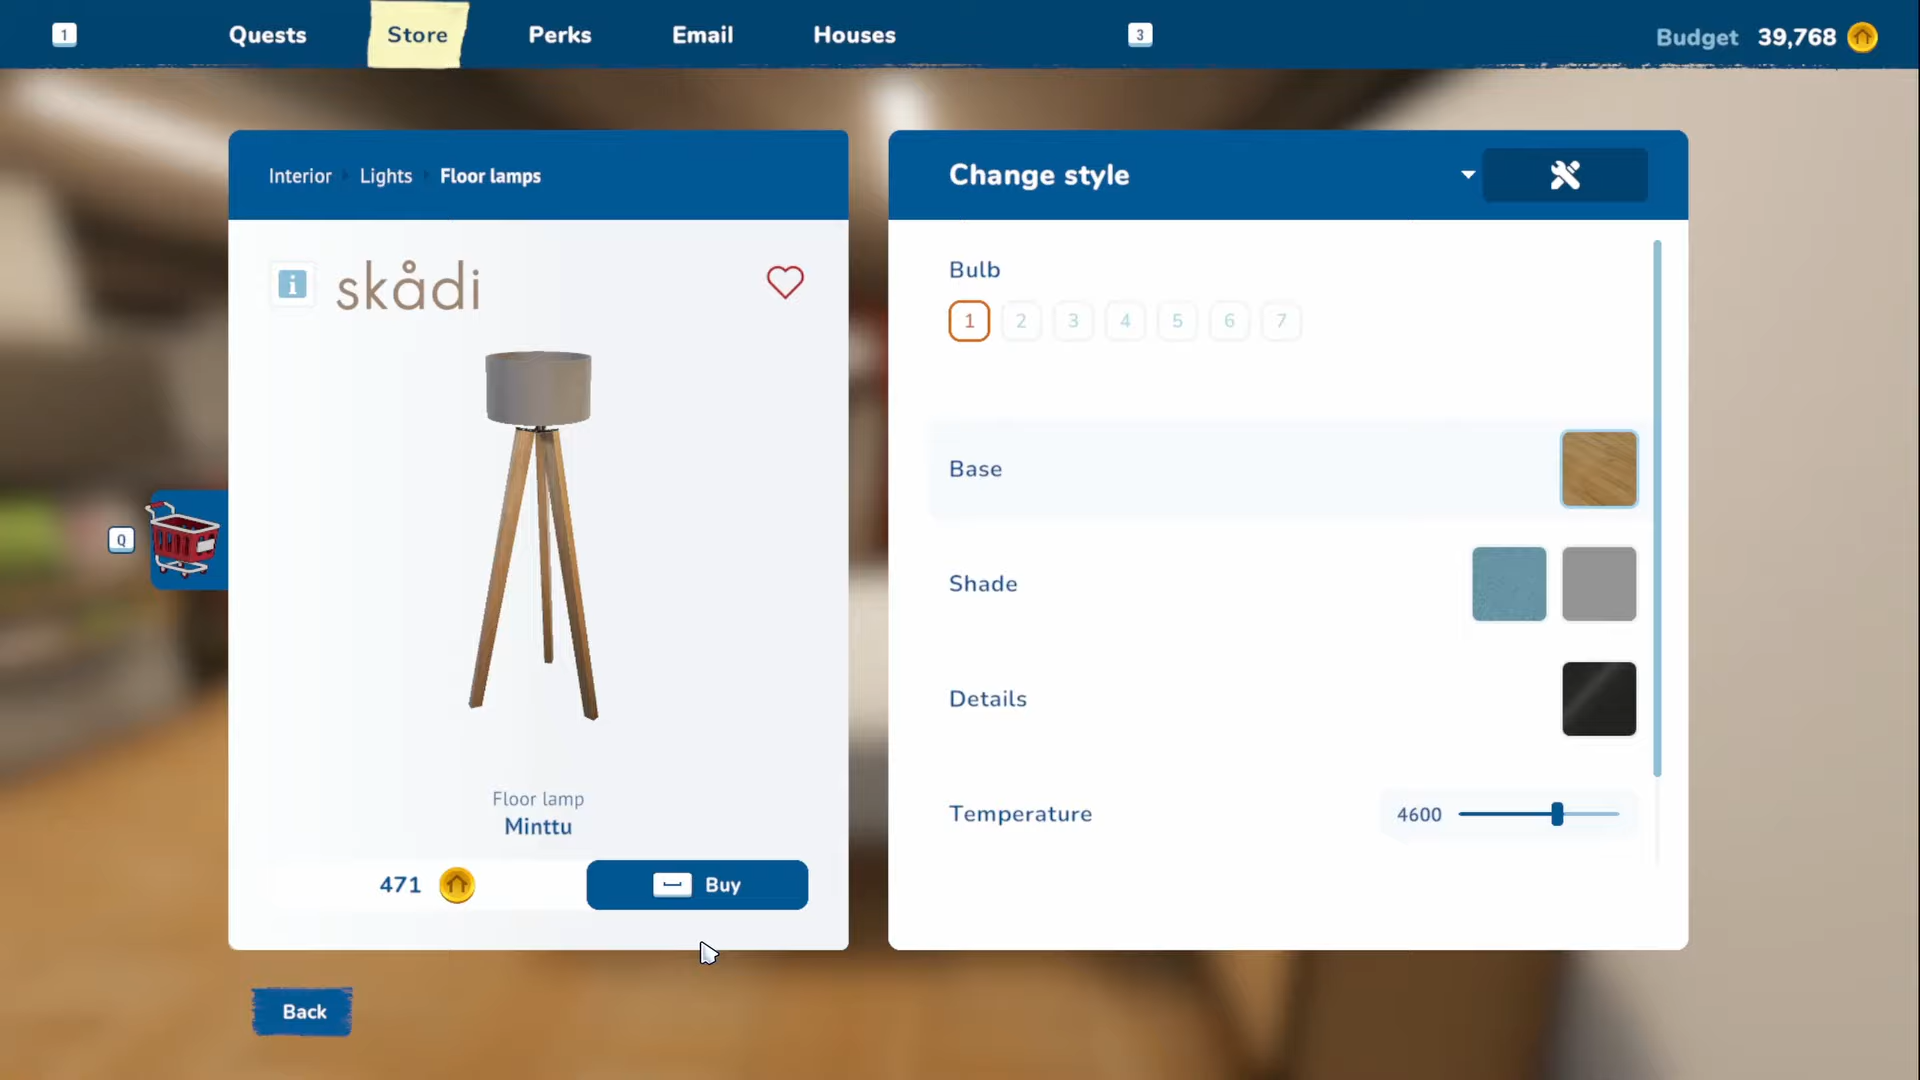 1
Quests
Store
Perks
Email
Houses
3
Budget 39,768
Interior
Lights
Floor lamps
i
skådi
Floor lamp
Minttu
471
Buy
Q
Back
Change style
Bulb
1 2 3 4 5 6 7
Base
Shade
Details
Temperature
4600